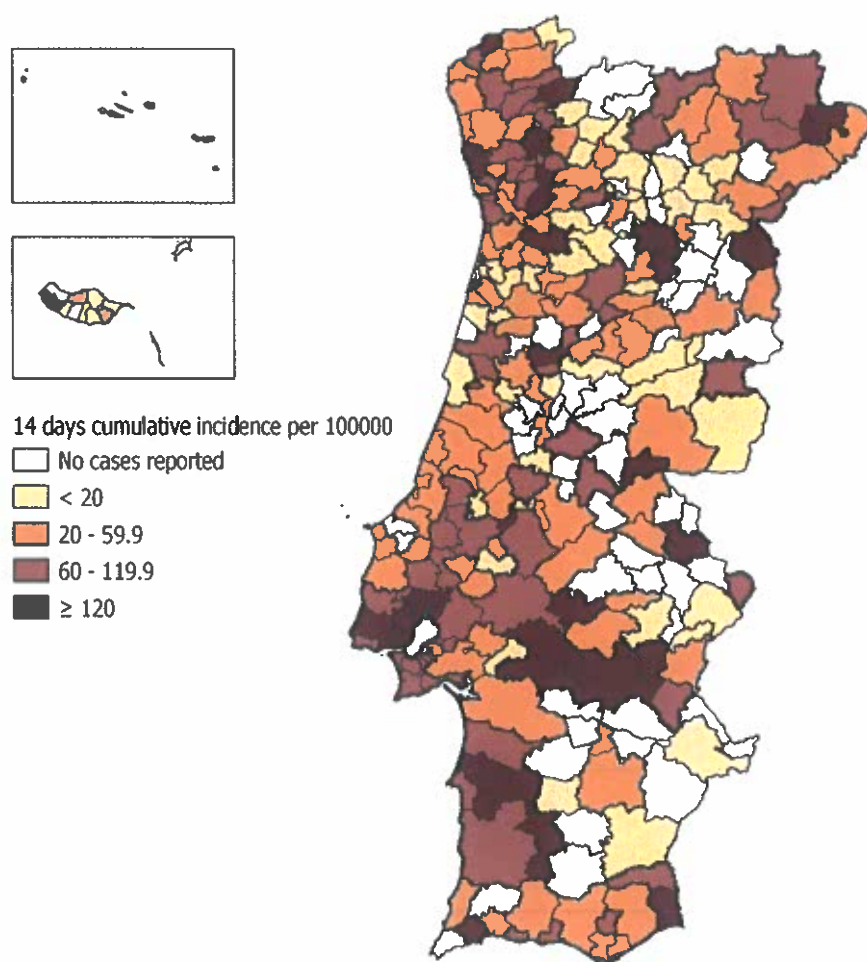 14 days cumulative incidence per 100000
No cases reported
< 20
20 - 59.9
60 - 119.9
≥ 120